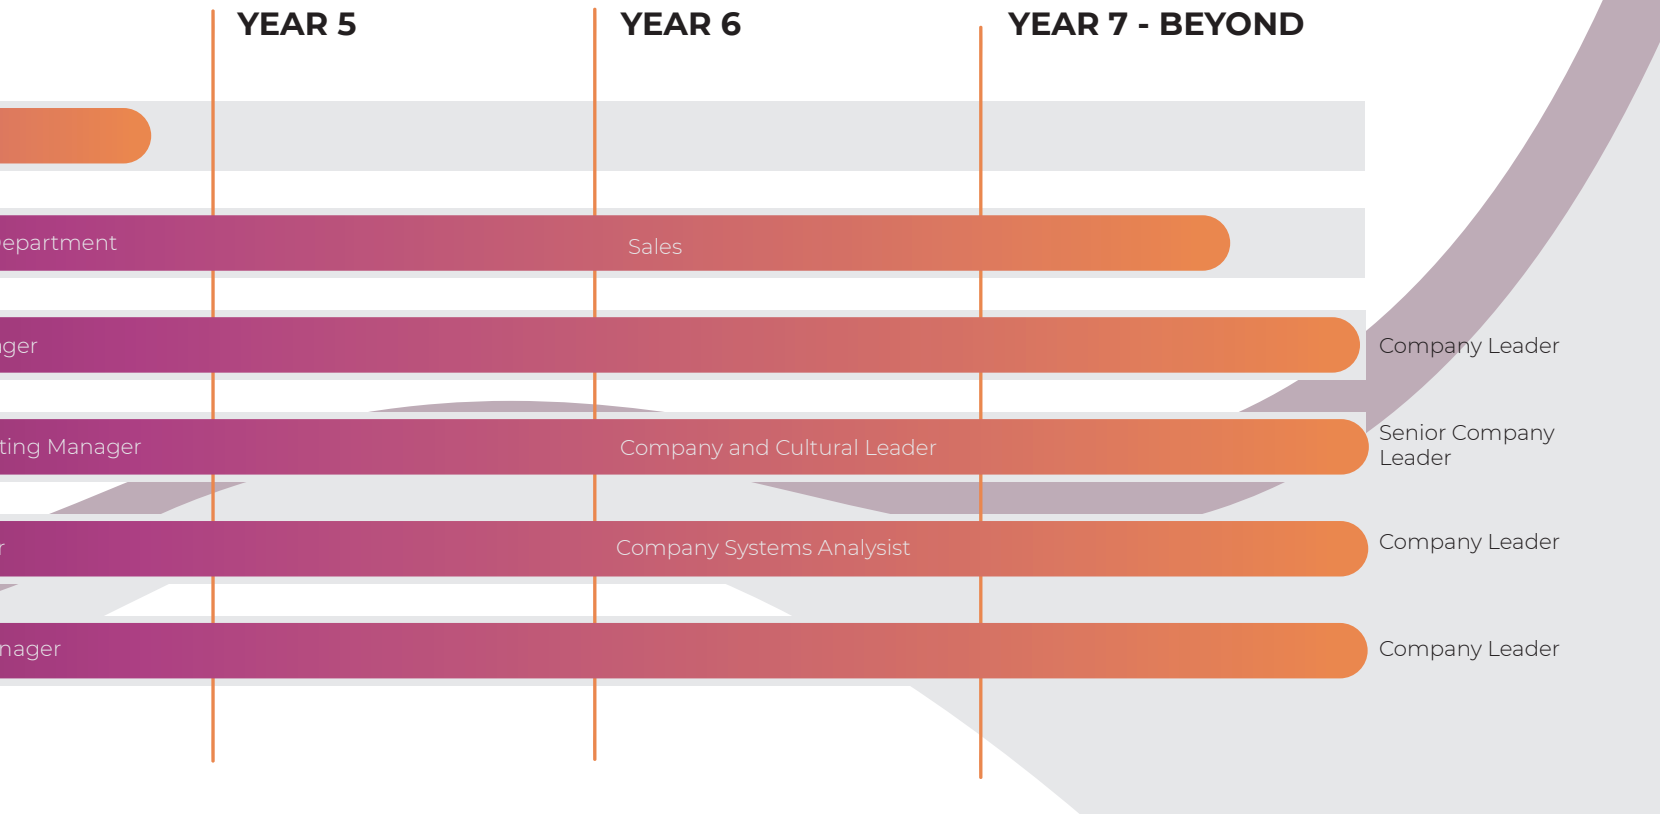 YEAR 5
YEAR 6
YEAR 7 - BEYOND
epartment
Sales
ger
Company Leader
ting Manager
Company and Cultural Leader
Senior Company
Leader
r
Company Systems Analysist
Company Leader
nager
Company Leader